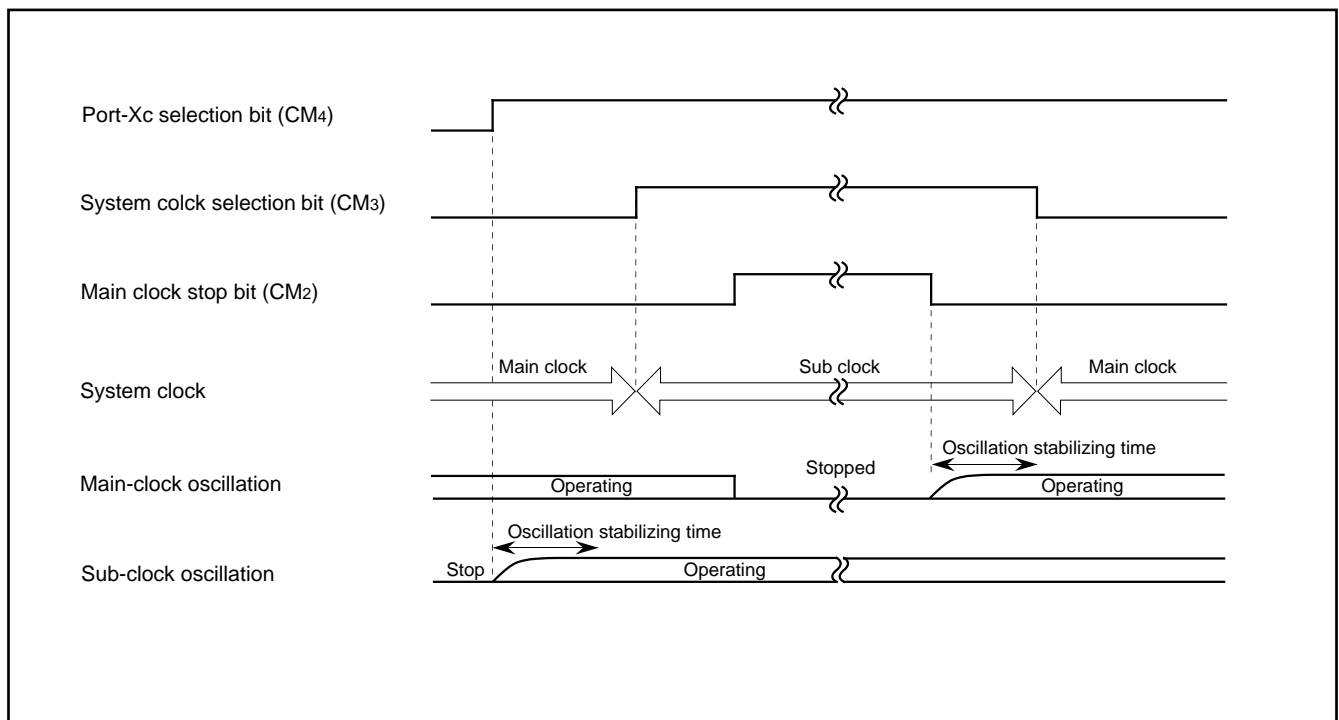 Port-Xc selection bit (CM4)
System colck selection bit (CM3)
Main clock stop bit (CM2)
Main clock
Sub clock
Main clock
System clock
Oscillation stabilizing time
Stopped
Main-clock oscillation
Operating
Operating
Oscillation stabilizing time
Sub-clock oscillation
Stop
Operating